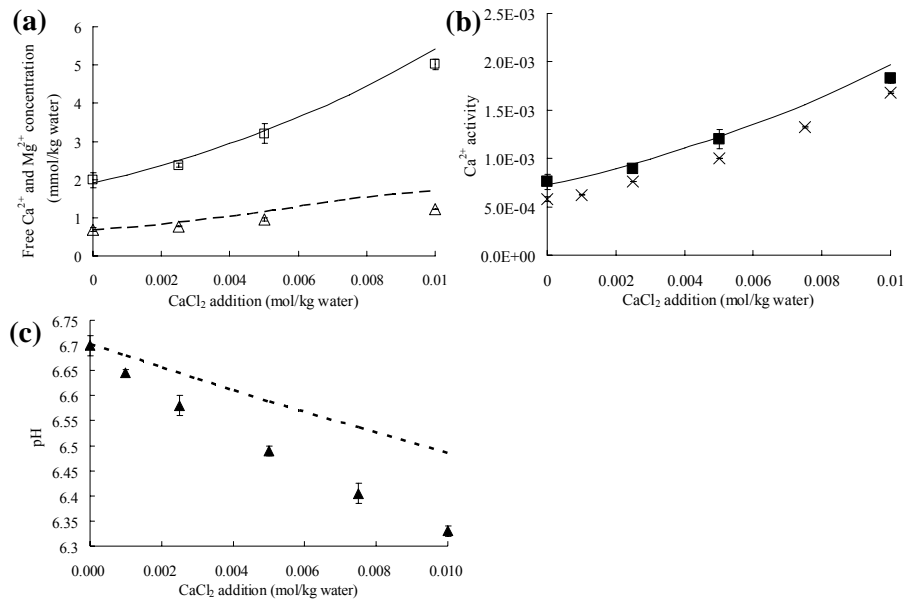 (a)
Free Ca²⁺ and Mg²⁺ concentration
(mmol/kg water)
6
5
4
3
2
1
0
0 0.002 0.004 0.006 0.008 0.01
CaCl₂ addition (mol/kg water)
(b)
Ca²⁺ activity
2.5E-03
2.0E-03
1.5E-03
1.0E-03
5.0E-04
0.0E+00
0 0.002 0.004 0.006 0.008 0.01
CaCl₂ addition (mol/kg water)
(c)
pH
6.75
6.7
6.65
6.6
6.55
6.5
6.45
6.4
6.35
6.3
0.000 0.002 0.004 0.006 0.008 0.010
CaCl₂ addition (mol/kg water)